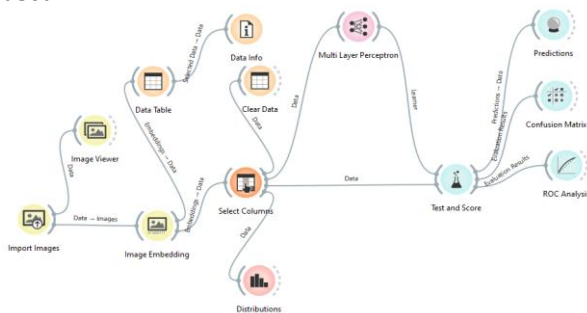 Data Info
Multi Layer Perceptron
Predictions
Selected Data → Data
Data Table
Clear Data
Data
Learner
Predictions → Data
Evaluation Results
Confusion Matrix
Image Viewer
Data
Embeddings → Data
Data
Embeddings → Data
Data
Evaluation Results
ROC Analysis
Import Images
Data → Images
Image Embedding
Select Columns
Test and Score
Data
Distributions